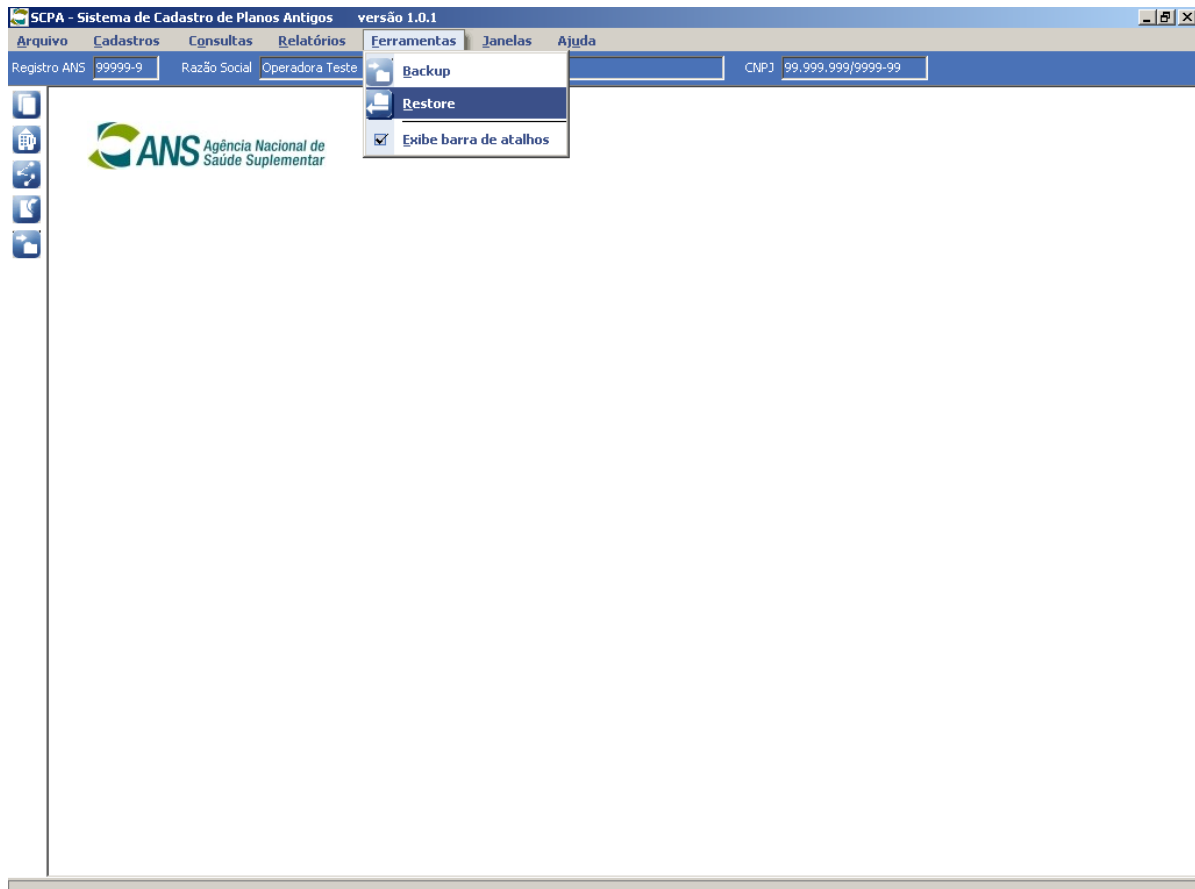 SCPA - Sistema de Cadastro de Planos Antigos versão 1.0.1
Arquivo Cadastros Consultas Relatórios Ferramentas Janelas Ajuda
Registro ANS 99999-9 Razão Social Operadora Teste CNPJ 99.999.999/9999-99
Backup
Restore
Exibe barra de atalhos
ANS Agência Nacional de
Saúde Suplementar